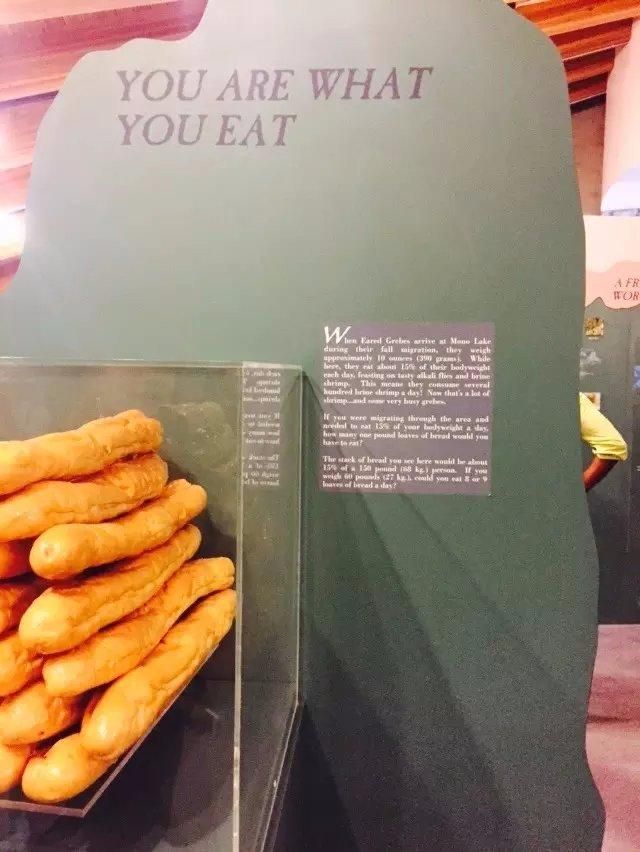 YOU ARE WHAT
YOU EAT
When Eared Grebes arrive at Mono Lake
during their fall migration, they weigh
approximately 10 ounces (390 grams). While
here, they eat about 15% of their bodyweight
each day, feasting on tasty alkali flies and brine
shrimp. This means they consume several
hundred brine shrimp a day! Now that's a lot of
shrimp...and some very busy grebes.
If you were migrating through the area and
needed to eat 15% of your bodyweight a day,
how many one pound loaves of bread would you
have to eat?
The stack of bread you see here would be about
15% of a 150 pound (68 kg.) person. If you
weigh 60 pounds (27 kg.), could you eat 8 or 9
loaves of bread a day?
A FR
WOR